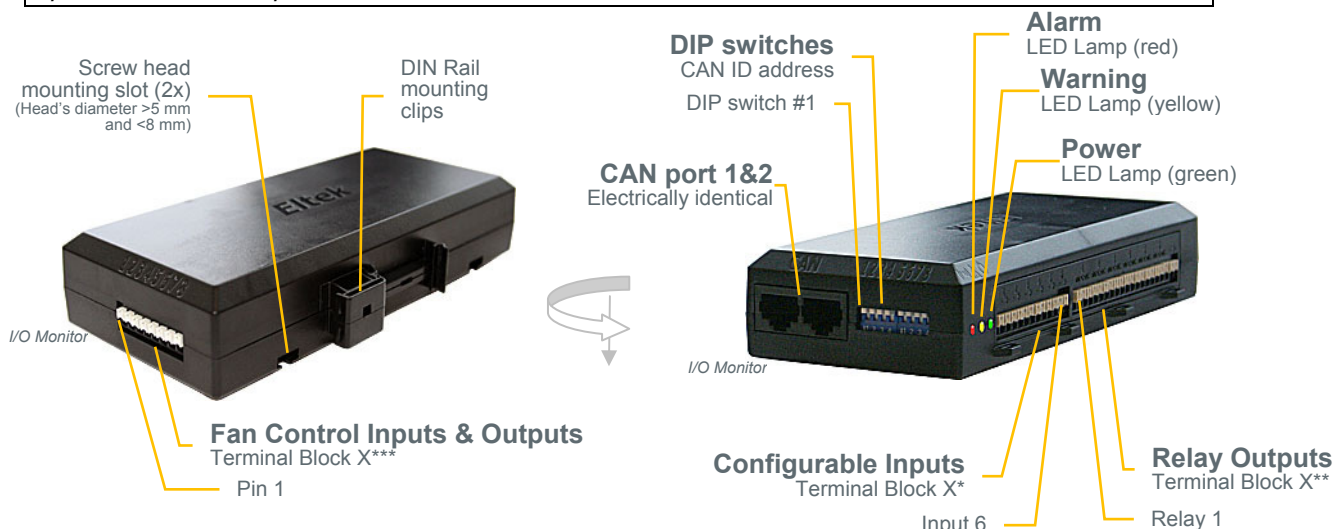 Screw head
mounting slot (2x)
(Head's diameter >5 mm
and <8 mm)
DIN Rail
mounting
clips
Eltek
12345678
I/O Monitor
Fan Control Inputs & Outputs
Terminal Block X***
Pin 1
DIP switches
CAN ID address
DIP switch #1
CAN port 1&2
Electrically identical
Alarm
LED Lamp (red)
Warning
LED Lamp (yellow)
Power
LED Lamp (green)
CAN
12345678
I/O Monitor
Configurable Inputs
Terminal Block X*
Input 6
Relay Outputs
Terminal Block X**
Relay 1